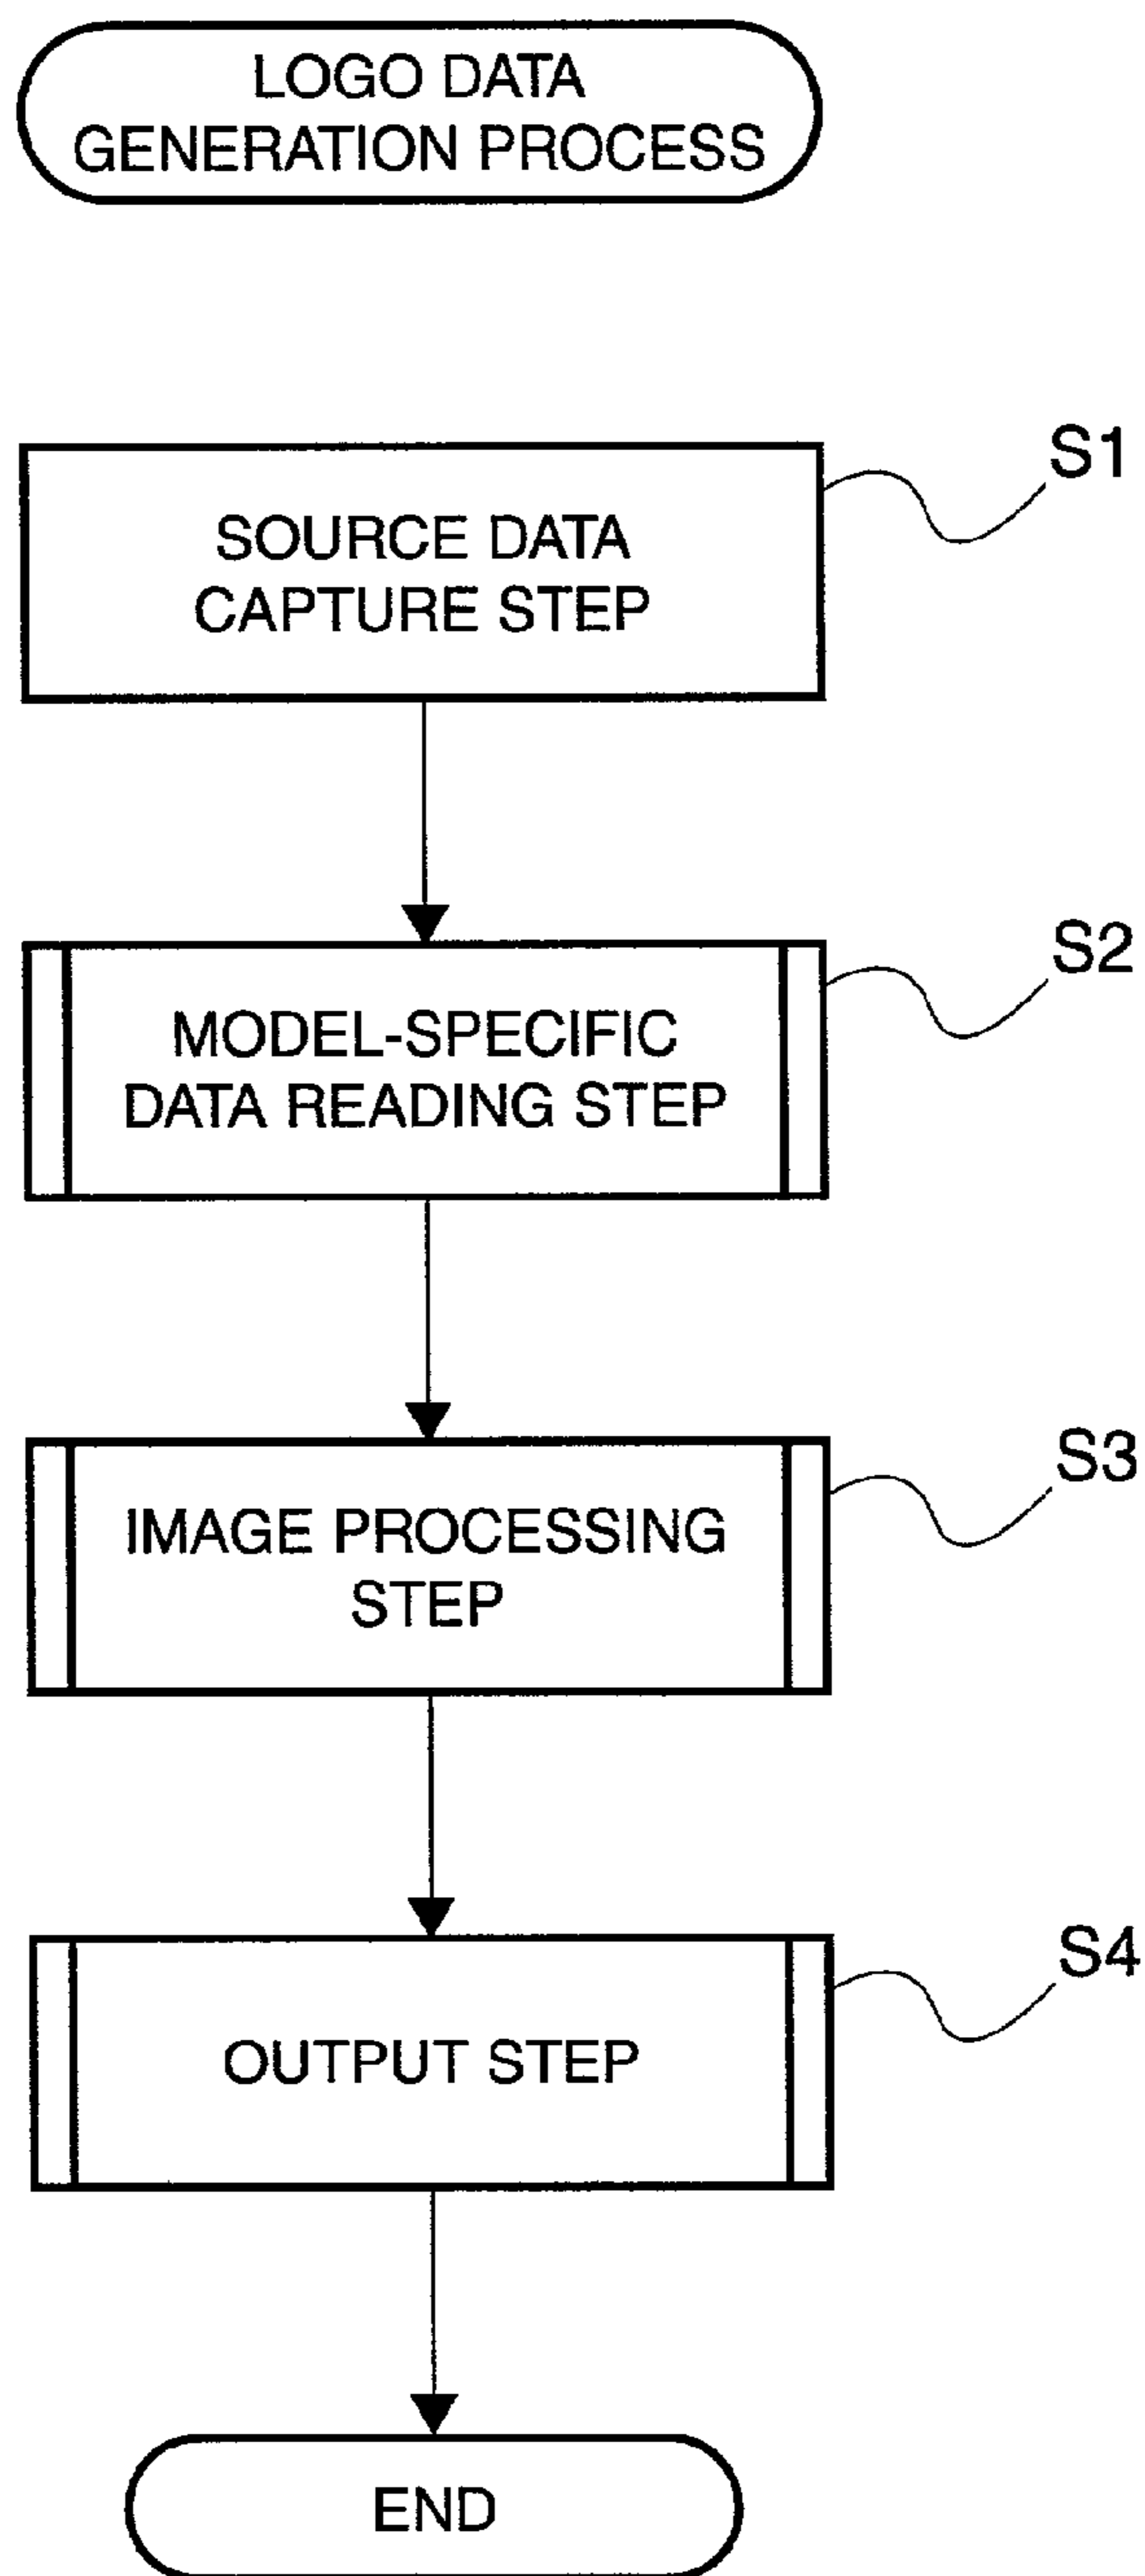 LOGO DATA
GENERATION PROCESS
S1
SOURCE DATA
CAPTURE STEP
S2
MODEL-SPECIFIC
DATA READING STEP
S3
IMAGE PROCESSING
STEP
S4
OUTPUT STEP
END